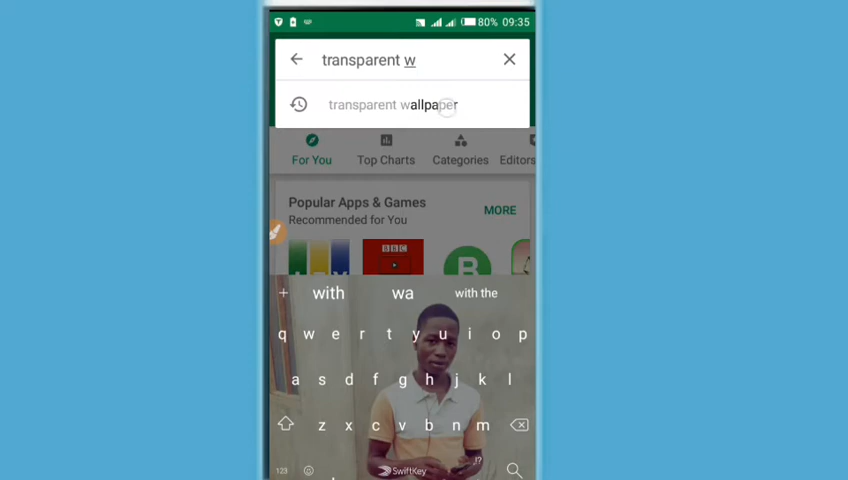 80% 09:35
transparent w
transparent wallpaper
For You Top Charts Categories Editors
Popular Apps & Games
MORE
Recommended for You
BBC
B
with wa with the
q w e r t y u i o p
a s d f g h j k l
z x c v b n m
,!?
123 SwiftKey